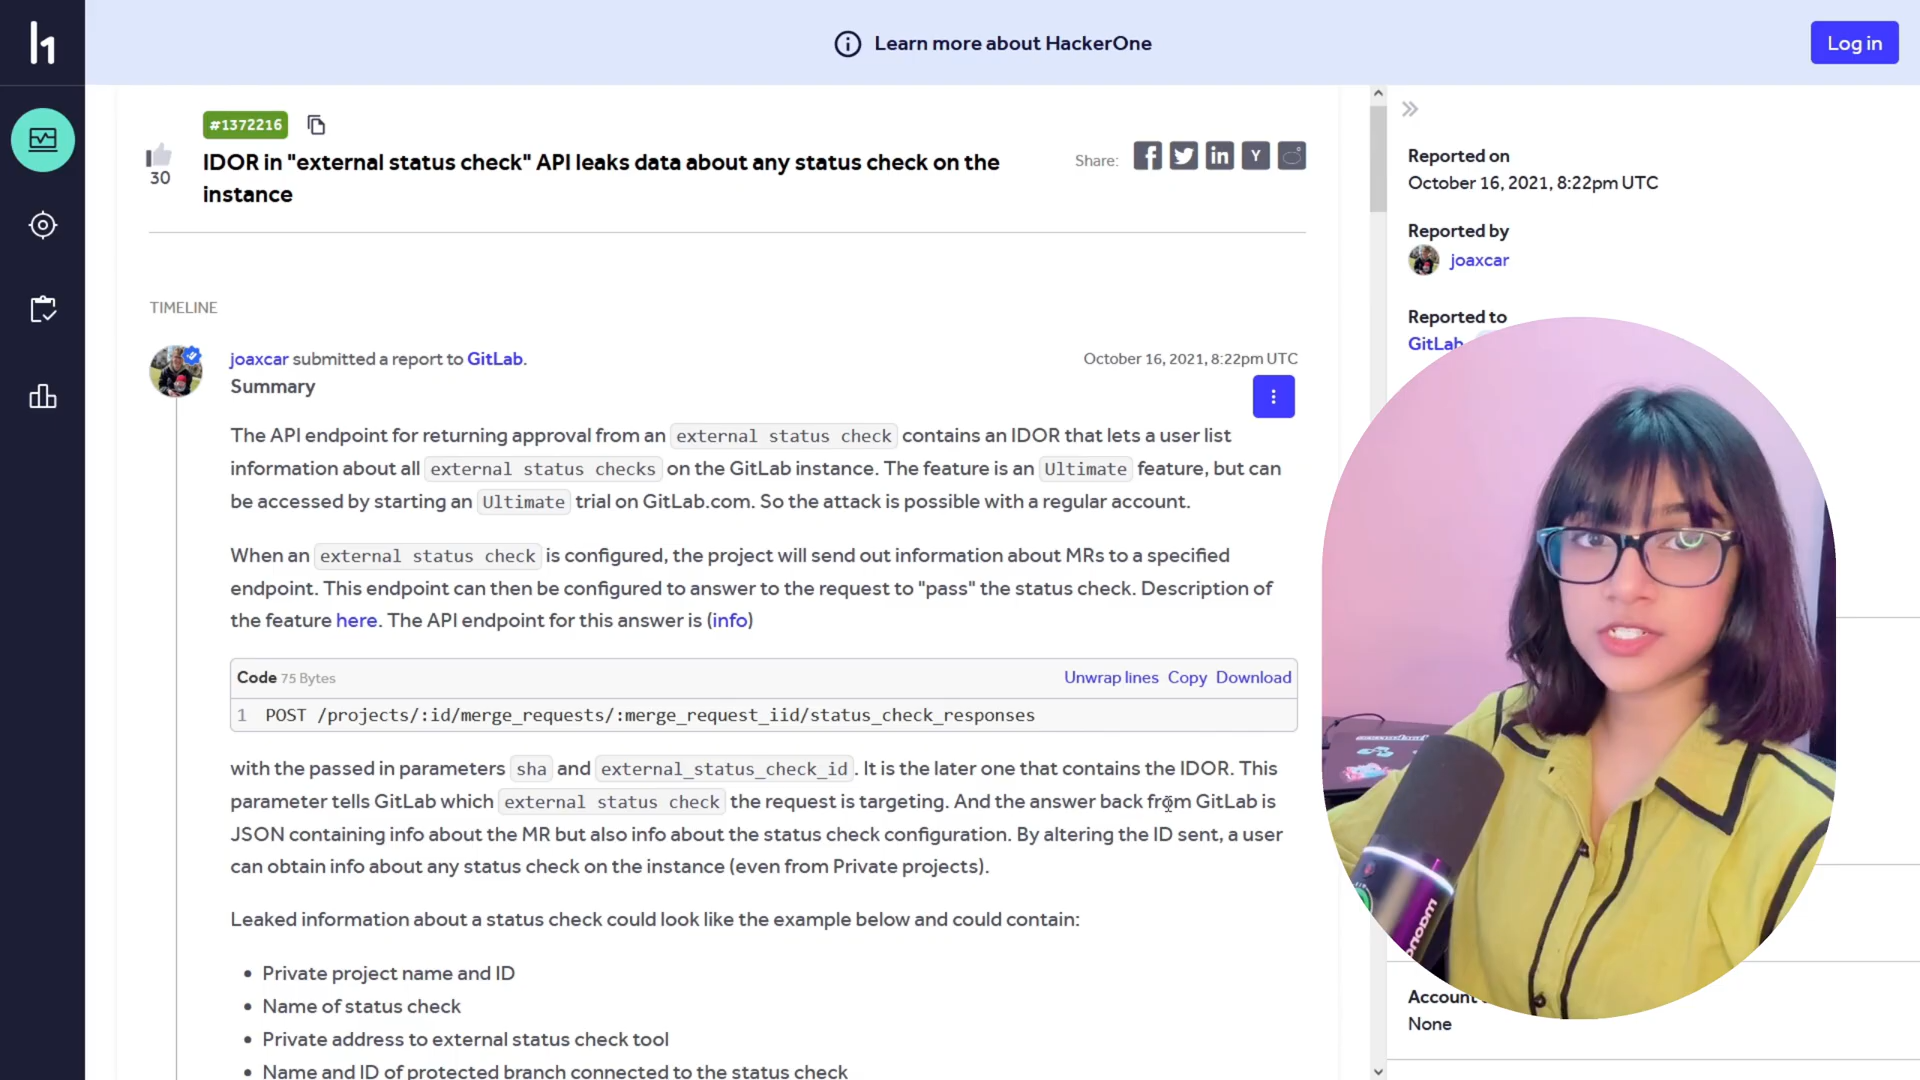 Learn more about HackerOne
Log in
#1372216
30
IDOR in "external status check" API leaks data about any status check on the
instance
Share:
Reported on
October 16, 2021, 8:22pm UTC
Reported by
joaxcar
Reported to
GitLab
TIMELINE
joaxcar submitted a report to GitLab.
October 16, 2021, 8:22pm UTC
Summary
The API endpoint for returning approval from an external status check contains an IDOR that lets a user list
information about all external status checks on the GitLab instance. The feature is an Ultimate feature, but can
be accessed by starting an Ultimate trial on GitLab.com. So the attack is possible with a regular account.
When an external status check is configured, the project will send out information about MRs to a specified
endpoint. This endpoint can then be configured to answer to the request to "pass" the status check. Description of
the feature here. The API endpoint for this answer is (info)
Code 75 Bytes
Unwrap lines Copy Download
1 POST /projects/:id/merge_requests/:merge_request_iid/status_check_responses
with the passed in parameters sha and external_status_check_id. It is the later one that contains the IDOR. This
parameter tells GitLab which external status check the request is targeting. And the answer back from GitLab is
JSON containing info about the MR but also info about the status check configuration. By altering the ID sent, a user
can obtain info about any status check on the instance (even from Private projects).
Leaked information about a status check could look like the example below and could contain:
• Private project name and ID
• Name of status check
• Private address to external status check tool
• Name and ID of protected branch connected to the status check
Account
None
maono